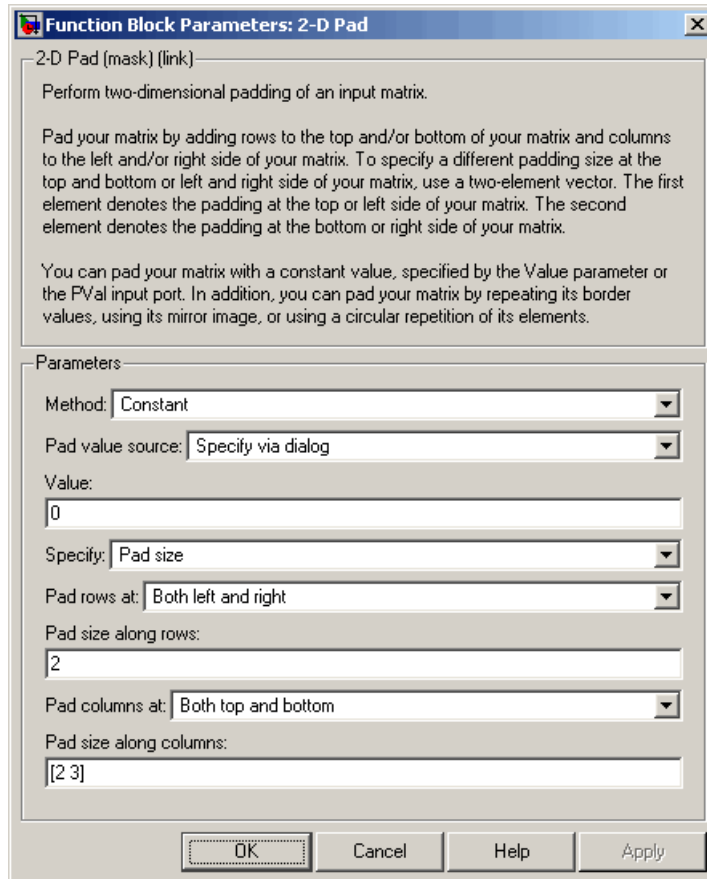 Function Block Parameters: 2-D Pad
2-D Pad (mask) (link)
Perform two-dimensional padding of an input matrix.
Pad your matrix by adding rows to the top and/or bottom of your matrix and columns
to the left and/or right side of your matrix. To specify a different padding size at the
top and bottom or left and right side of your matrix, use a two-element vector. The first
element denotes the padding at the top or left side of your matrix. The second
element denotes the padding at the bottom or right side of your matrix.
You can pad your matrix with a constant value, specified by the Value parameter or
the PVal input port. In addition, you can pad your matrix by repeating its border
values, using its mirror image, or using a circular repetition of its elements.
Parameters
Method: Constant
Pad value source: Specify via dialog
Value:
0
Specify: Pad size
Pad rows at: Both left and right
Pad size along rows:
2
Pad columns at: Both top and bottom
Pad size along columns:
[2 3]
OK Cancel Help Apply